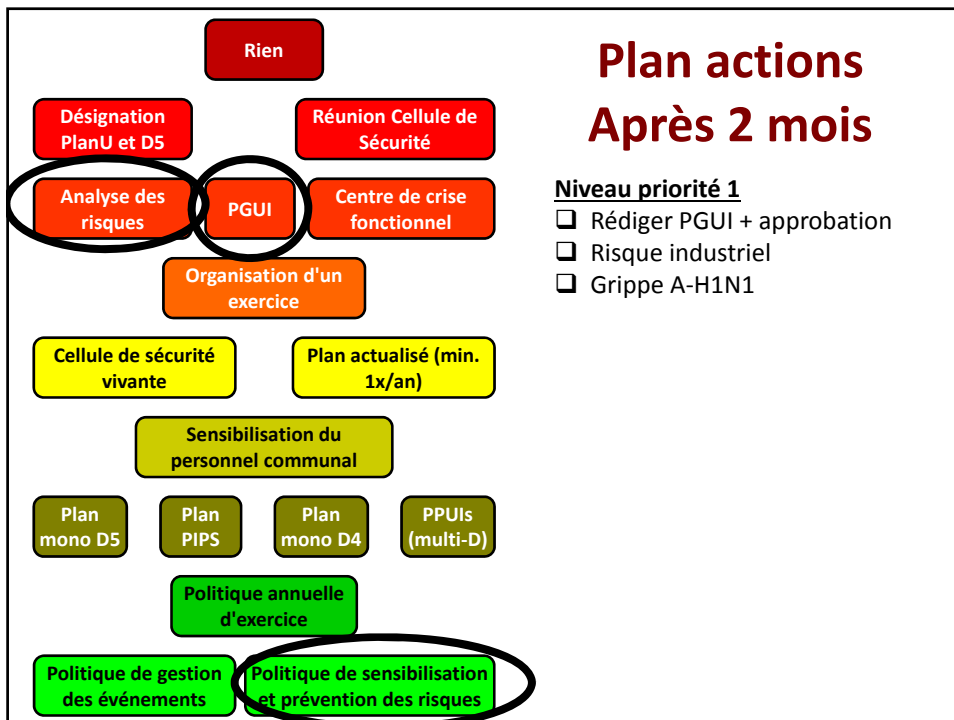 Rien
Plan actions
Après 2 mois
Désignation
PlanU et D5
Réunion Cellule de
Sécurité
Analyse des
risques
PGUI
Centre de crise
fonctionnel
Niveau priorité 1
Rédiger PGUI + approbation
Risque industriel
Grippe A-H1N1
Organisation d'un
exercice
Cellule de sécurité
vivante
Plan actualisé (min.
1x/an)
Sensibilisation du
personnel communal
Plan
mono D5
Plan
PIPS
Plan
mono D4
PPUIs
(multi-D)
Politique annuelle
d'exercice
Politique de gestion
des événements
Politique de sensibilisation
et prévention des risques